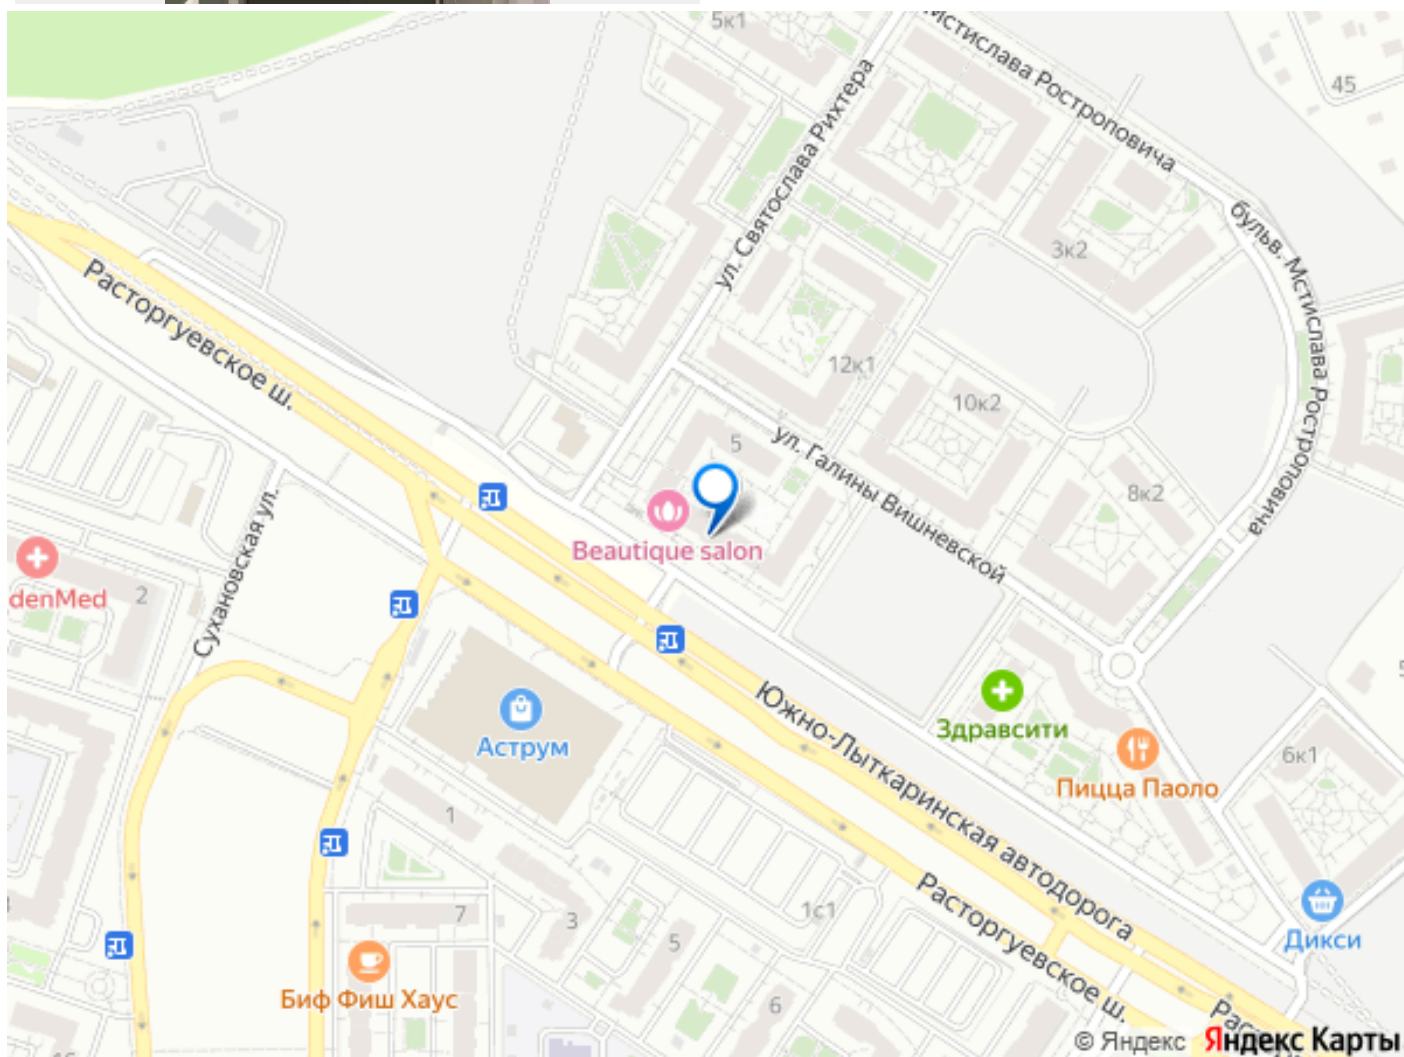 5к1
Мстислава Ростроповича
45
ул. Святослава Рихтера
бульв. Мстислава Ростроповича
3к2
Расторгуевское ш.
12к1
10к2
5
ул. Галины Вишневской
8к2
Beautique salon
denMed
2
Сухановская ул.
Южно-Лыткаринская автодорога
Здравсити
Аструм
Пицца Паоло
6к1
1
1с1
Расторгуевское ш.
7
3
5
Дикси
Биф Фиш Хаус
6
© Яндекс Яндекс Карты